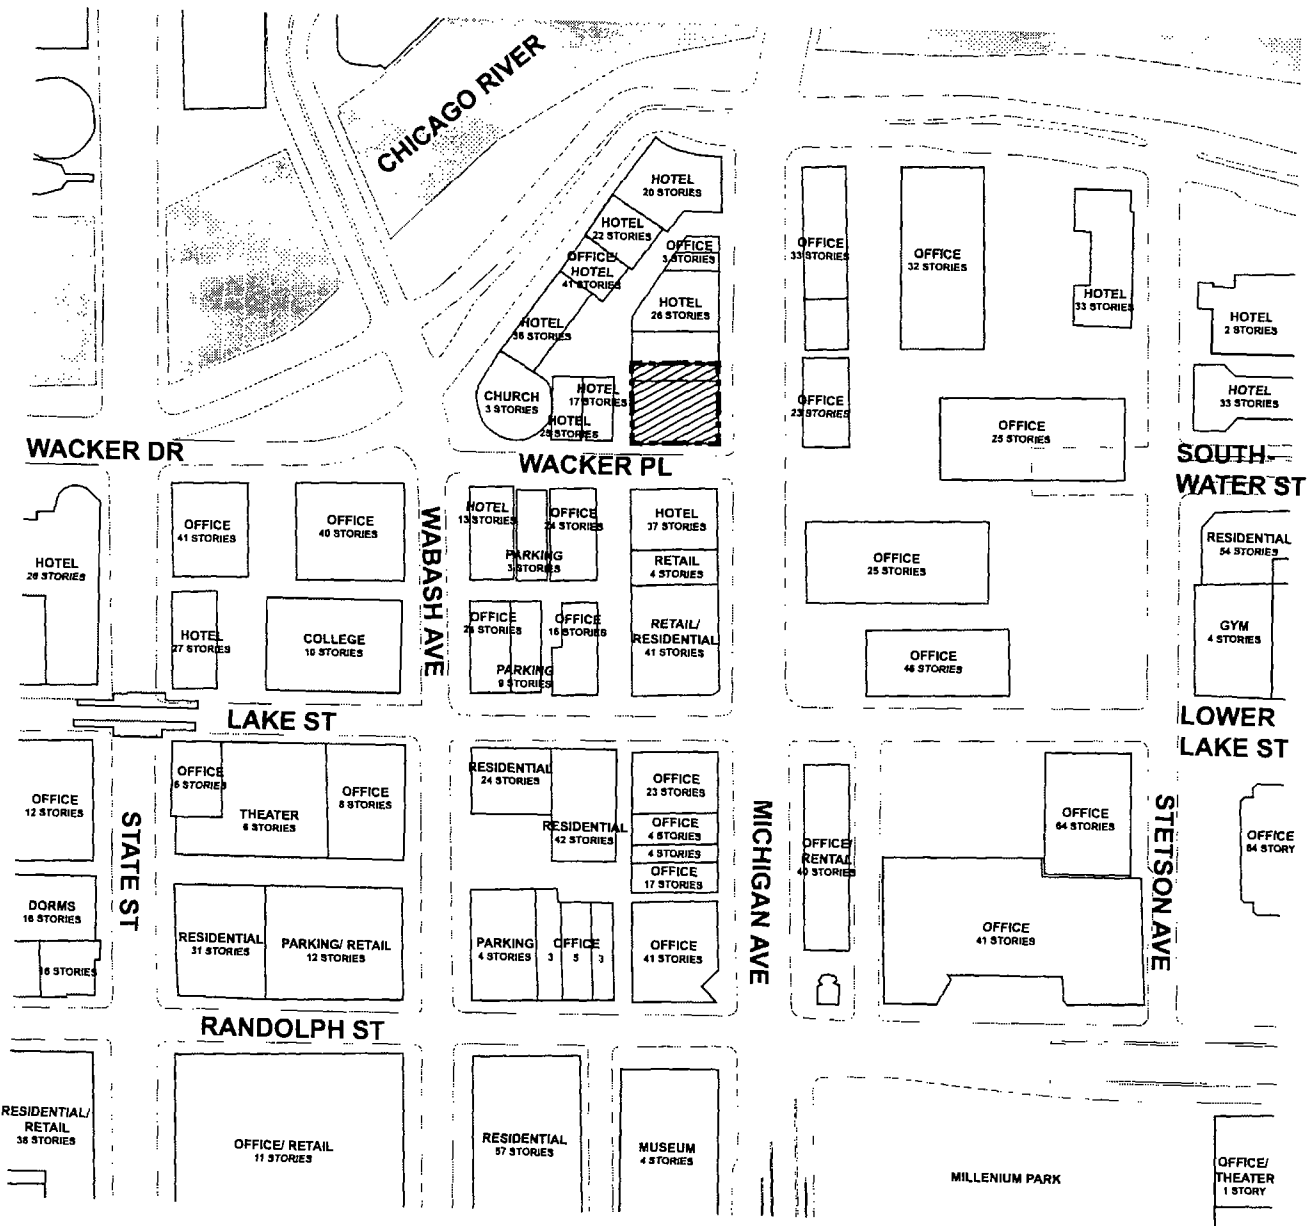 CHICAGO RIVER
HOTEL
20 STORIES
HOTEL
22 STORIES
OFFICE
3 STORIES
OFFICE/
HOTEL
41 STORIES
HOTEL
26 STORIES
HOTEL
CHURCH
3 STORIES
HOTEL
17 STORIES
HOTEL
OFFICE
33 STORIES
OFFICE
32 STORIES
HOTEL
33 STORIES
HOTEL
2 STORIES
HOTEL
33 STORIES
OFFICE
23 STORIES
OFFICE
25 STORIES
WACKER DR
WACKER PL
SOUTH-
WATER ST
HOTEL
26 STORIES
OFFICE
41 STORIES
OFFICE
40 STORIES
WABASH AVE
HOTEL
13 STORIES
PARKING
3 STORIES
OFFICE
24 STORIES
HOTEL
37 STORIES
RETAIL
4 STORIES
OFFICE
25 STORIES
RESIDENTIAL
54 STORIES
HOTEL
27 STORIES
COLLEGE
10 STORIES
OFFICE
STORIES
PARKING
9 STORIES
OFFICE
16 STORIES
RETAIL/
RESIDENTIAL
41 STORIES
OFFICE
46 STORIES
GYM
4 STORIES
LAKE ST
LOWER
LAKE ST
OFFICE
12 STORIES
STATE ST
OFFICE
6 STORIES
THEATER
6 STORIES
OFFICE
8 STORIES
RESIDENTIAL
24 STORIES
RESIDENTIAL
42 STORIES
OFFICE
23 STORIES
OFFICE
4 STORIES
4 STORIES
OFFICE
17 STORIES
MICHIGAN AVE
OFFICE/
RENTAL
40 STORIES
OFFICE
64 STORIES
STETSON AVE
OFFICE
64 STORY
DORMS
16 STORIES
16 STORIES
RESIDENTIAL
31 STORIES
PARKING/ RETAIL
12 STORIES
PARKING
4 STORIES
OFFICE
3 5 3
OFFICE
41 STORIES
OFFICE
41 STORIES
RANDOLPH ST
RESIDENTIAL/
RETAIL
38 STORIES
OFFICE/ RETAIL
11 STORIES
RESIDENTIAL
57 STORIES
MUSEUM
4 STORIES
MILLENIUM PARK
OFFICE/
THEATER
1 STORY